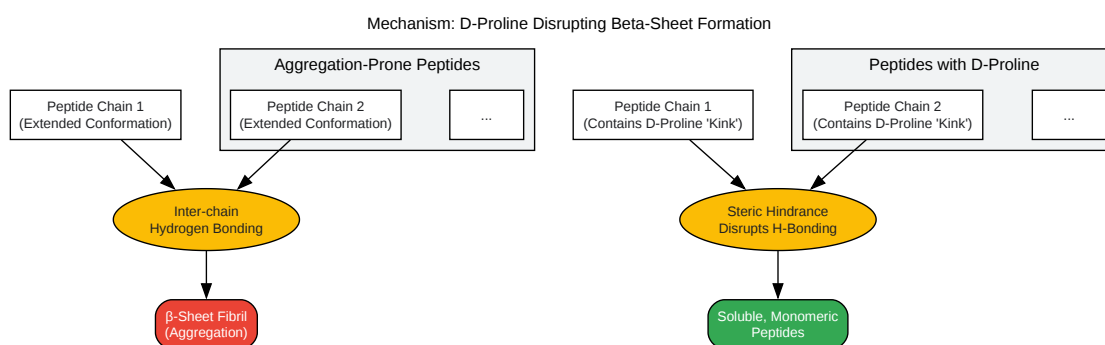 Mechanism: D-Proline Disrupting Beta-Sheet Formation
Aggregation-Prone Peptides
Peptide Chain 1
(Extended Conformation)
Peptide Chain 2
(Extended Conformation)
...
Inter-chain
Hydrogen Bonding
β-Sheet Fibril
(Aggregation)
Peptides with D-Proline
Peptide Chain 1
(Contains D-Proline 'Kink')
Peptide Chain 2
(Contains D-Proline 'Kink')
...
Steric Hindrance
Disrupts H-Bonding
Soluble, Monomeric
Peptides